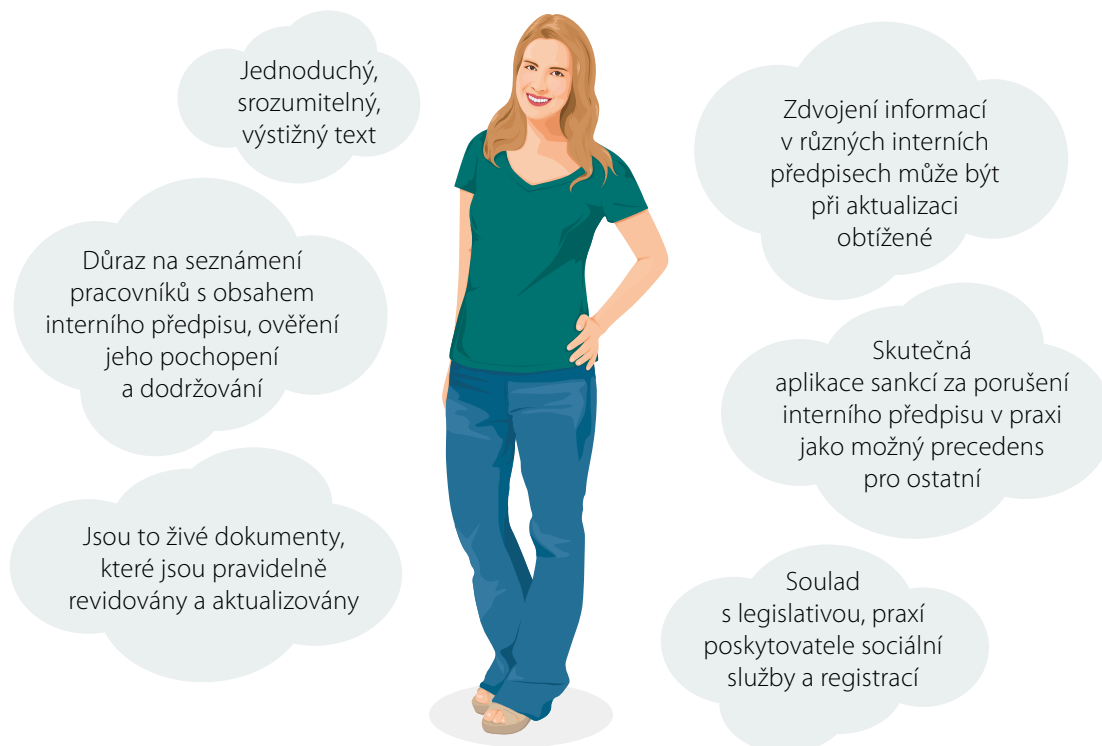 Jednoduchý,
srozumitelný,
výstižný text
Důraz na seznámení
pracovníků s obsahem
interního předpisu, ověření
jeho pochopení
a dodržování
Jsou to živé dokumenty,
které jsou pravidelně
revidovány a aktualizovány
Zdvojení informací
v různých interních
předpisech může být
při aktualizaci
obtížené
Skutečná
aplikace sankcí za porušení
interního předpisu v praxi
jako možný precedens
pro ostatní
Soulad
s legislativou, praxí
poskytovatele sociální
služby a registrací